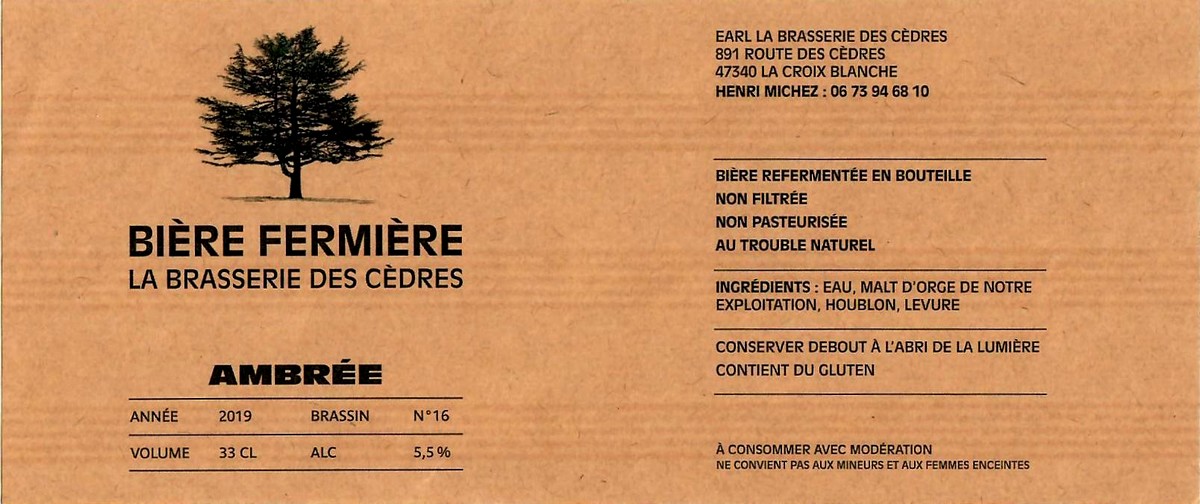 BIÈRE FERMIÈRE
LA BRASSERIE DES CÈDRES
AMBRÉE
ANNÉE 2019 BRASSIN N°16
VOLUME 33 CL ALC 5,5 %
EARL LA BRASSERIE DES CÈDRES
891 ROUTE DES CÈDRES
47340 LA CROIX BLANCHE
HENRI MICHEZ : 06 73 94 68 10
BIÈRE REFERMENTÉE EN BOUTEILLE
NON FILTRÉE
NON PASTEURISÉE
AU TROUBLE NATUREL
INGRÉDIENTS : EAU, MALT D'ORGE DE NOTRE
EXPLOITATION, HOUBLON, LEVURE
CONSERVER DEBOUT À L'ABRI DE LA LUMIÈRE
CONTIENT DU GLUTEN
À CONSOMMER AVEC MODÉRATION
NE CONVIENT PAS AUX MINEURS ET AUX FEMMES ENCEINTES